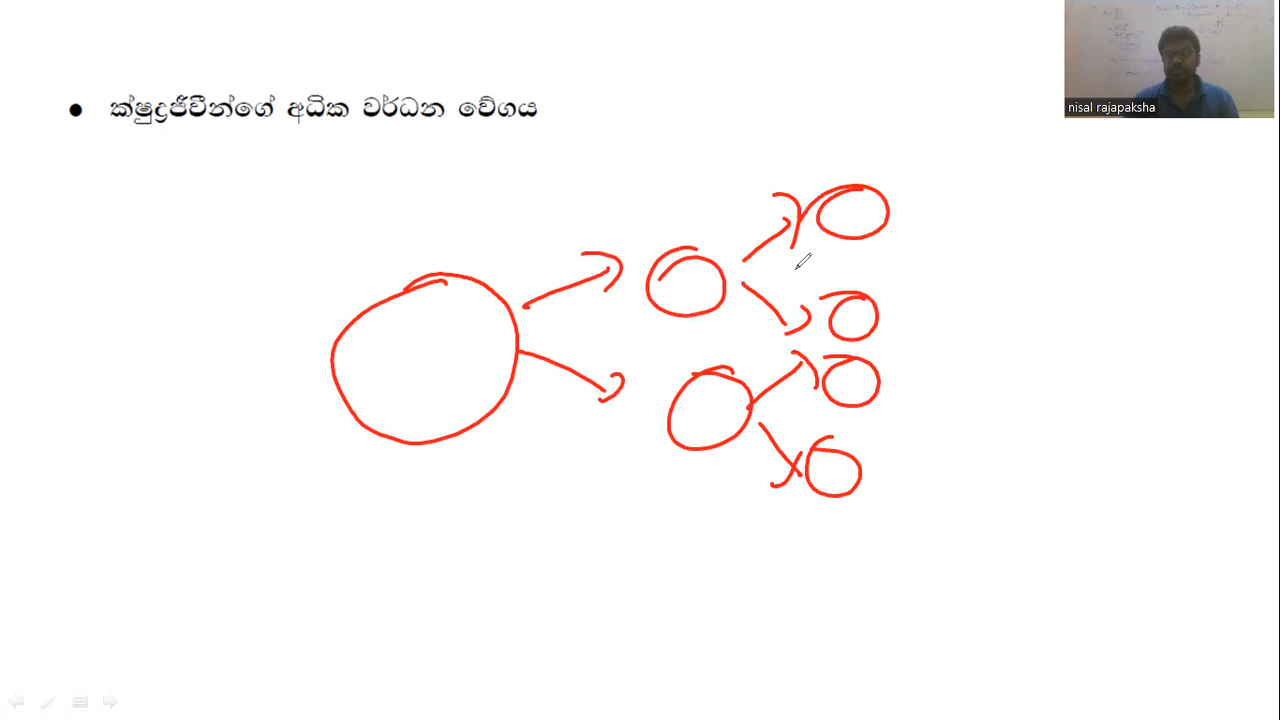 ● ක්ෂුද්‍රජීවීන්ගේ අධික වර්ධන වේගය
nisal rajapaksha